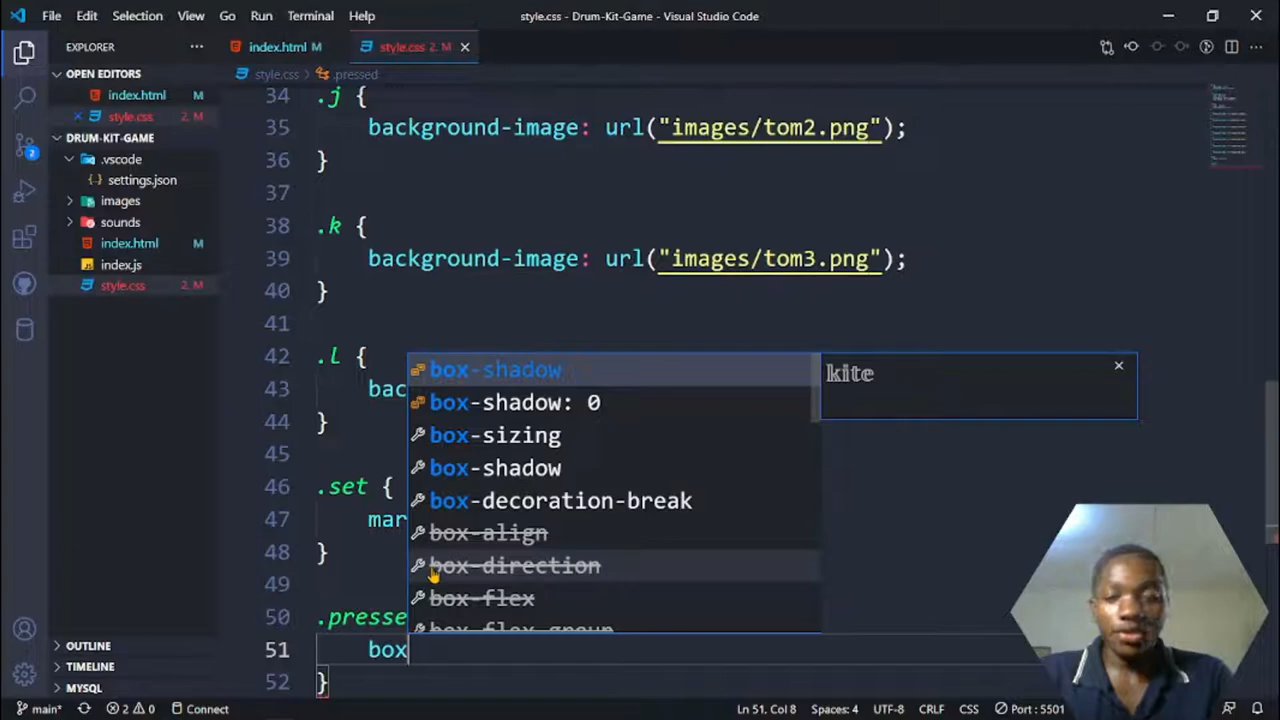 File Edit Selection View Go Run Terminal Help style.css - Drum-Kit-Game - Visual Studio Code
EXPLORER
index.html M
style.css 2, M
OPEN EDITORS
index.html M
style.css 2, M
DRUM-KIT-GAME
.vscode
settings.json
images
sounds
index.html M
index.js
style.css 2, M
OUTLINE
TIMELINE
MYSQL
style.css > .pressed
34 .j {
35 background-image: url("images/tom2.png");
36 }
37
38 .k {
39 background-image: url("images/tom3.png");
40 }
41
42 .l {
43 bac
44 }
45
46 .set {
47 mar
48 }
49
50 .presse
51 box
52 }
box-shadow
box-shadow: 0
box-sizing
box-shadow
box-decoration-break
box-align
box-direction
box-flex
box-flex-group
kite
2
main* 2 0 Connect Ln 51, Col 8 Spaces: 4 UTF-8 CRLF CSS Port : 5501